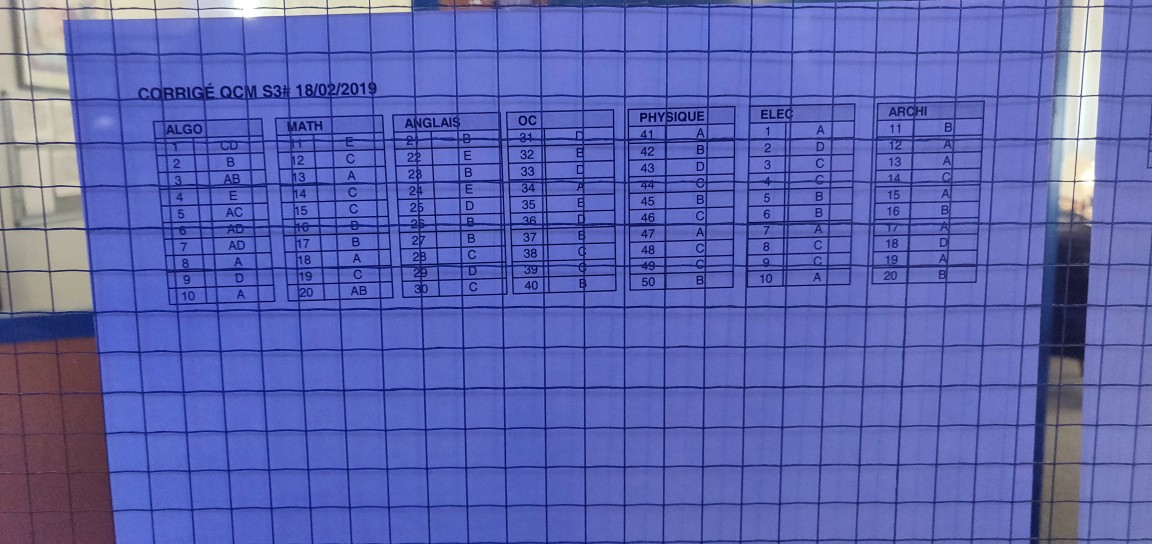 CORRIGÉ QCM S3# 18/02/2019
ALGO
1 CD
2 B
3 AB
4 E
5 AC
6 AD
7 AD
8 A
9 D
10 A
MATH
11 E
12 C
13 A
14 C
15 C
16
17 B
18 A
19 C
20 AB
ANGLAIS
21 B
22 E
23 B
24 E
25 D
26 B
27 B
28 C
29 D
30 C
OC
31 D
32
33
34 A
35
36 D
37
38 C
39 C
40
PHYSIQUE
41 A
42 B
43 D
44 C
45 B
46 C
47 A
48 C
49 C
50 B
ELEC
1 A
2 D
3 C
4 C
5 B
6 B
7 A
8 C
9 C
10 A
ARCHI
11 B
12 A
13 A
14 C
15 A
16 B
17 A
18 D
19 A
20 B